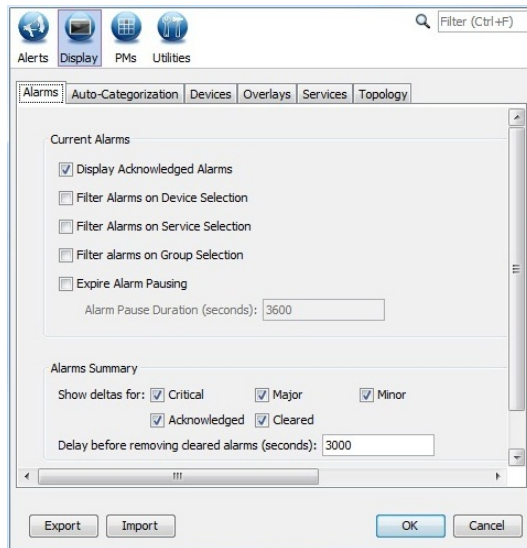 Filter (Ctrl+F)
Alerts Display PMs Utilities
Alarms Auto-Categorization Devices Overlays Services Topology
Current Alarms
Display Acknowledged Alarms
Filter Alarms on Device Selection
Filter Alarms on Service Selection
Filter alarms on Group Selection
Expire Alarm Pausing
Alarm Pause Duration (seconds): 3600
Alarms Summary
Show deltas for: Critical Major Minor
Acknowledged Cleared
Delay before removing cleared alarms (seconds): 3000
Export Import OK Cancel